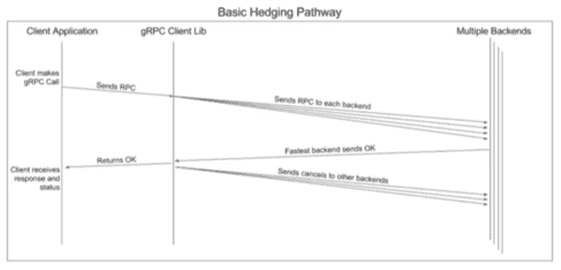 Basic Hedging Pathway
Client Application
gRPC Client Lib
Multiple Backends
Client makes
gRPC Call
Sends RPC
Sends RPC to each backend
Fastest backend sends OK
Returns OK
Client receives
response and
status
Sends cancels to other backends